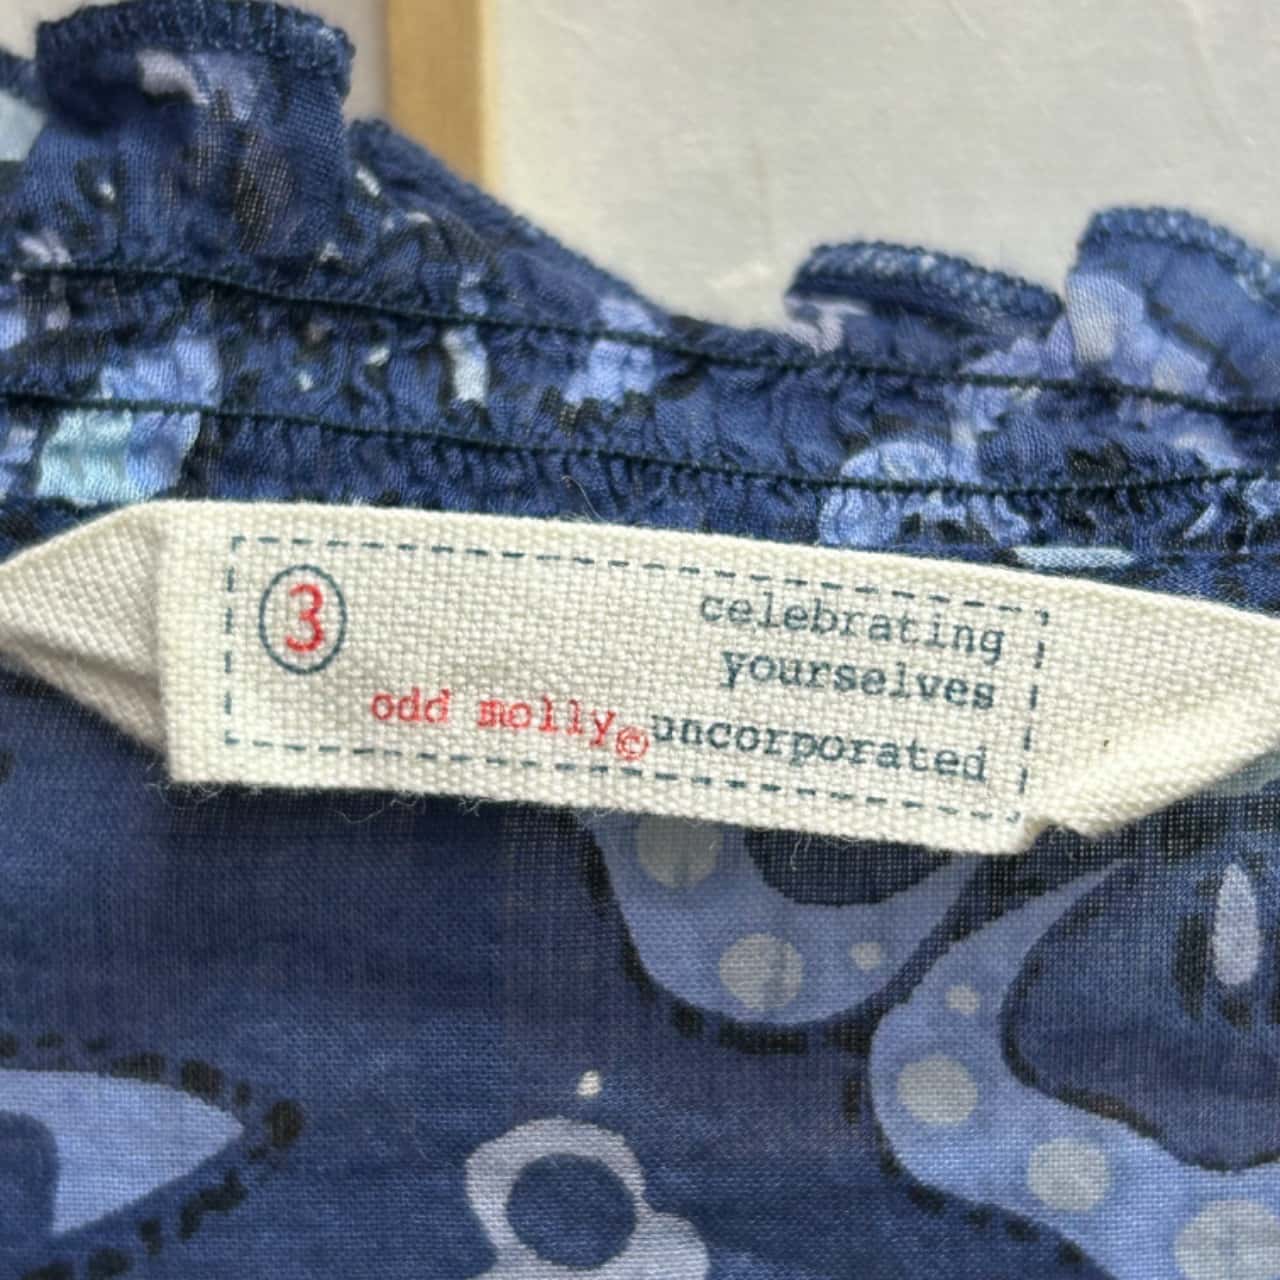 3
celebrating
yourselves
odd molly© uncorporated